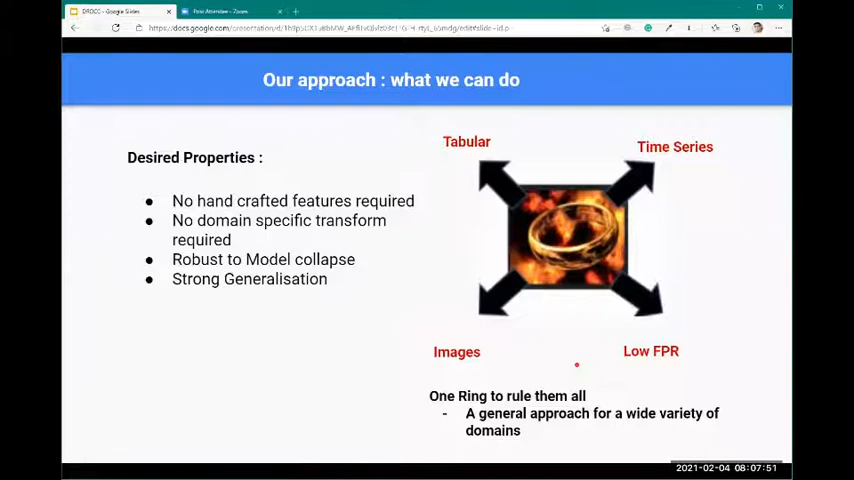 DROCC - Google Slides
Our approach : what we can do
Desired Properties :
● No hand crafted features required
● No domain specific transform
required
● Robust to Model collapse
● Strong Generalisation
Tabular
Time Series
Images
Low FPR
One Ring to rule them all
- A general approach for a wide variety of
domains
2021-02-04 08:07:51